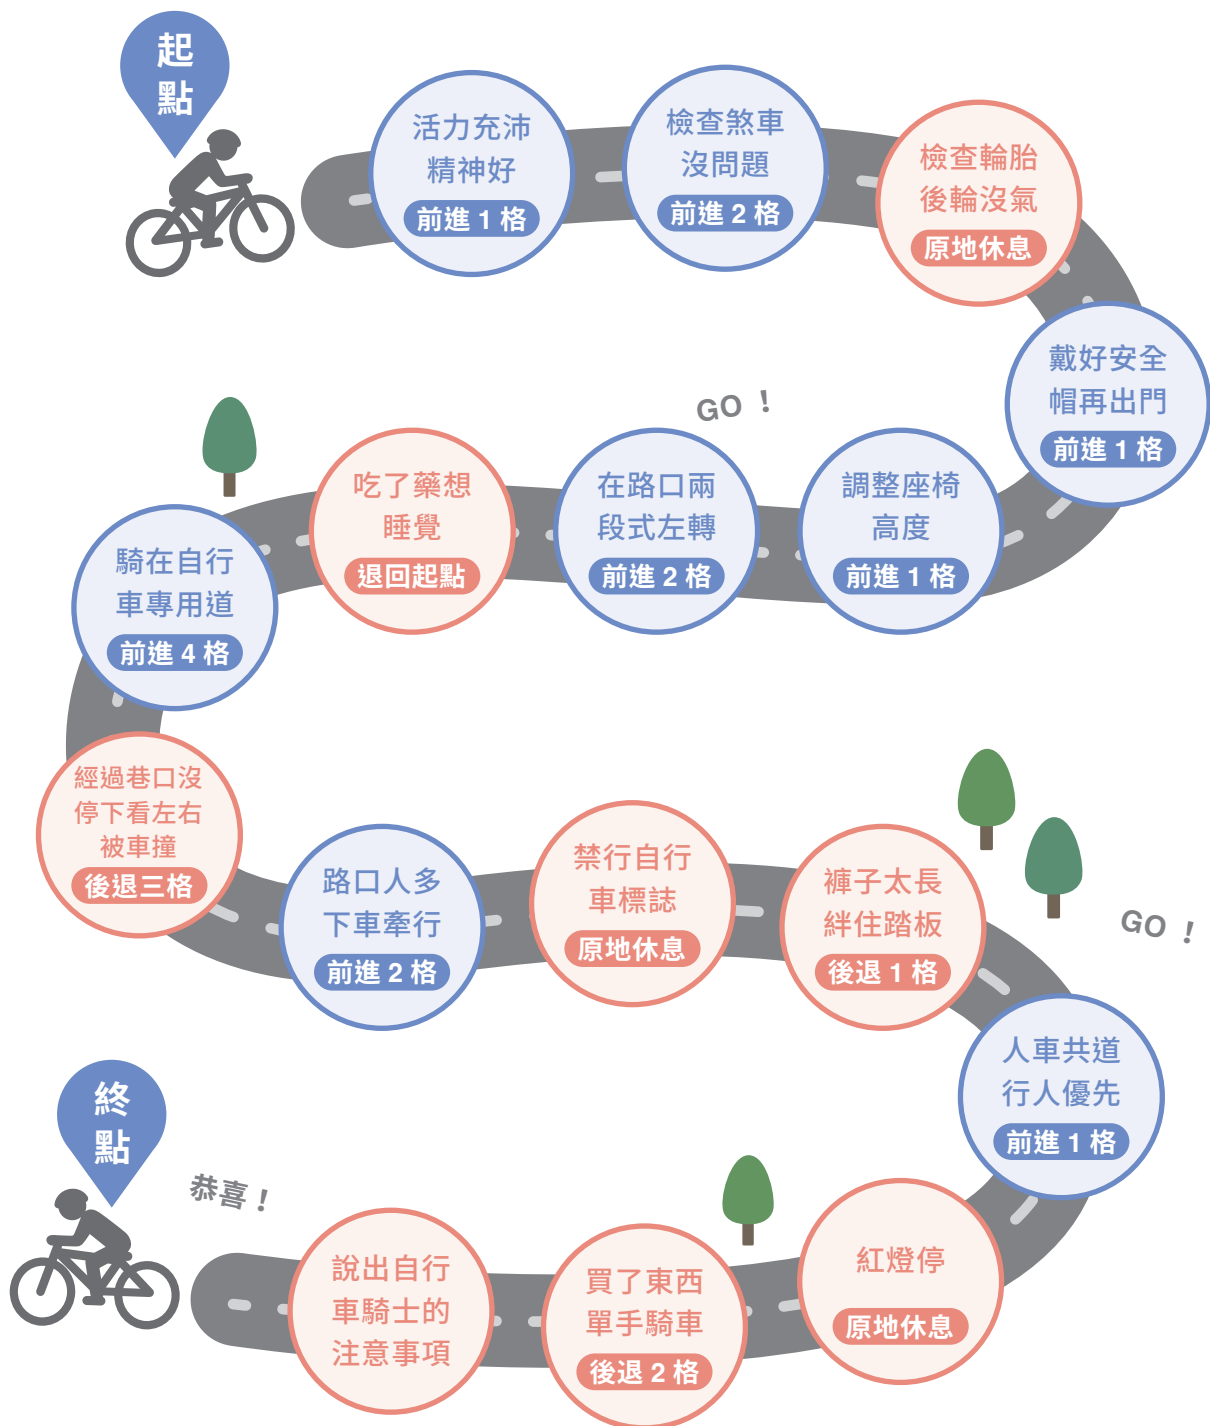 起
點
活力充沛
精神好
前進 1 格
檢查煞車
沒問題
前進 2 格
檢查輪胎
後輪沒氣
原地休息
戴好安全
帽再出門
前進 1 格
調整座椅
高度
前進 1 格
GO !
在路口兩
段式左轉
前進 2 格
吃了藥想
睡覺
退回起點
騎在自行
車專用道
前進 4 格
經過巷口沒
停下看左右
被車撞
後退三格
路口人多
下車牽行
前進 2 格
禁行自行
車標誌
原地休息
褲子太長
絆住踏板
後退 1 格
GO !
人車共道
行人優先
前進 1 格
紅燈停
原地休息
買了東西
單手騎車
後退 2 格
說出自行
車騎士的
注意事項
恭喜 !
終
點